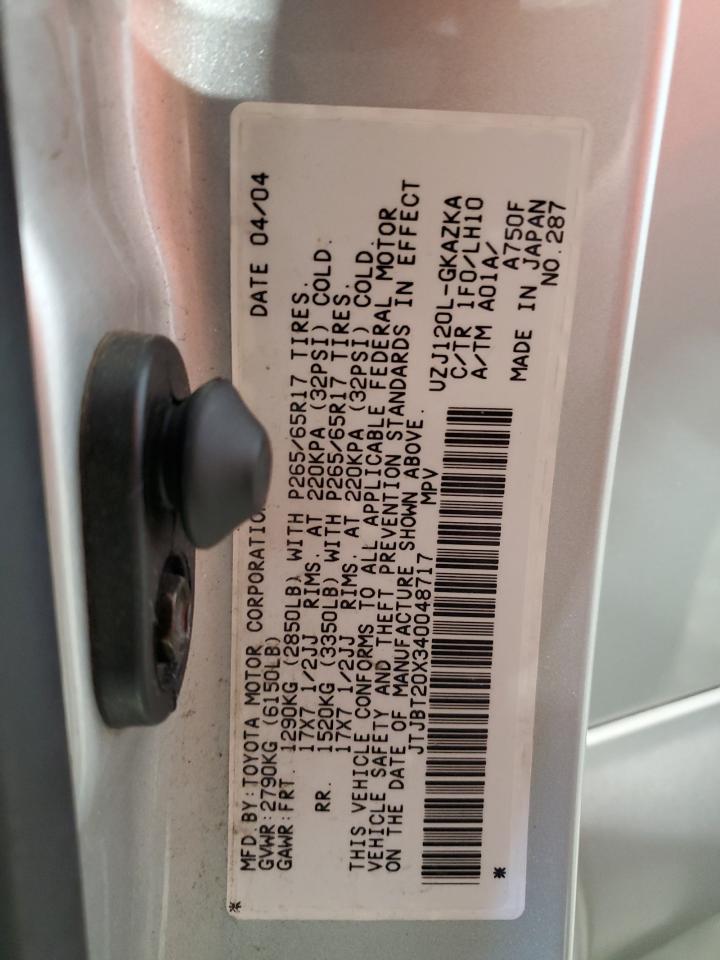 MFD.BY:TOYOTA MOTOR CORPORATIO DATE 04/04
GVWR:2790KG (6150LB)
GAWR:FRT. 1290KG (2850LB) WITH P265/65R17 TIRES.
17X7 1/2JJ RIMS. AT 220KPA (32PSI) COLD.
RR. 1520KG (3350LB) WITH P265/65R17 TIRES.
17X7 1/2JJ RIMS. AT 220KPA (32PSI) COLD.
THIS VEHICLE CONFORMS TO ALL APPLICABLE FEDERAL MOTOR
VEHICLE SAFETY AND THEFT PREVENTION STANDARDS IN EFFECT
ON THE DATE OF MANUFACTURE SHOWN ABOVE.
JTJBT20X340048717 MPV
UZJ120L-GKAZKA
C/TR 1F0/LH10
A/TM A01A/
A750F
MADE IN JAPAN
NO.287